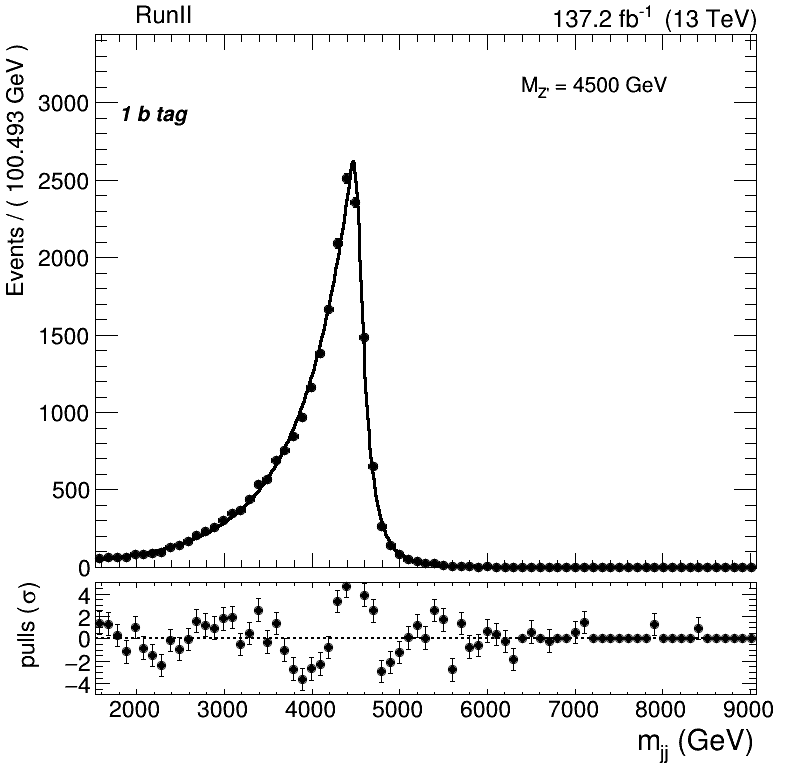 RunII
137.2 fb-1 (13 TeV)
Events / ( 100.493 GeV )
1 b tag
MZ' = 4500 GeV
3000
2500
2000
1500
1000
500
0
pulls (σ)
4
2
0
−2
−4
2000 3000 4000 5000 6000 7000 8000 9000
mjj (GeV)